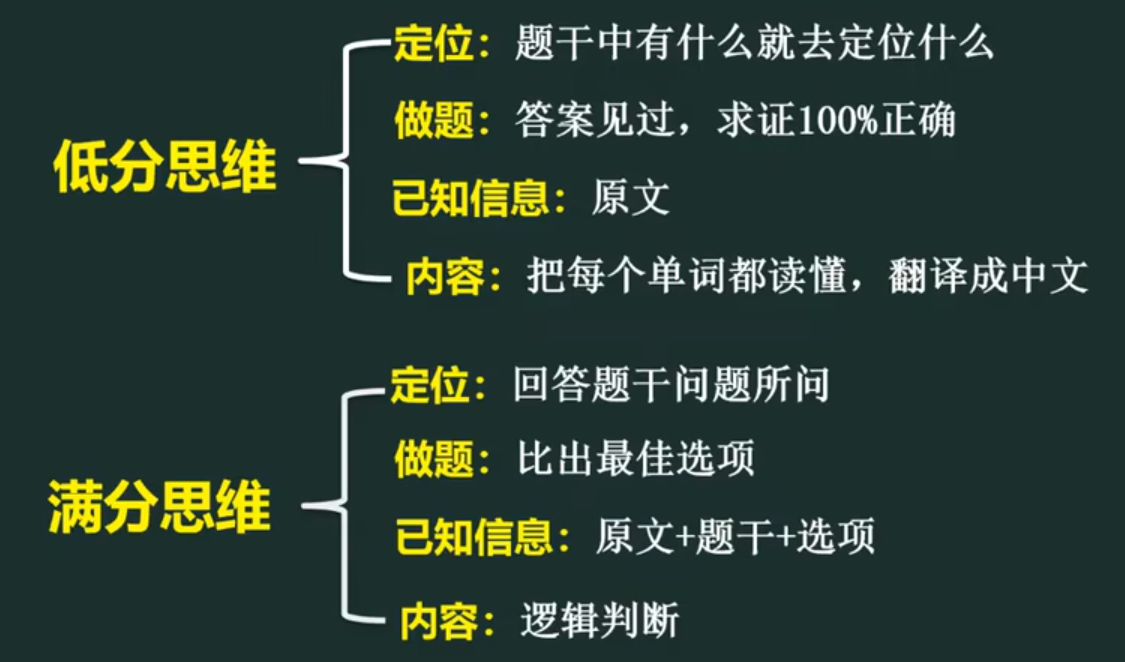 低分思维
定位：题干中有什么就去定位什么
做题：答案见过，求证100%正确
已知信息：原文
内容：把每个单词都读懂，翻译成中文
满分思维
定位：回答题干问题所问
做题：比出最佳选项
已知信息：原文+题干+选项
内容：逻辑判断